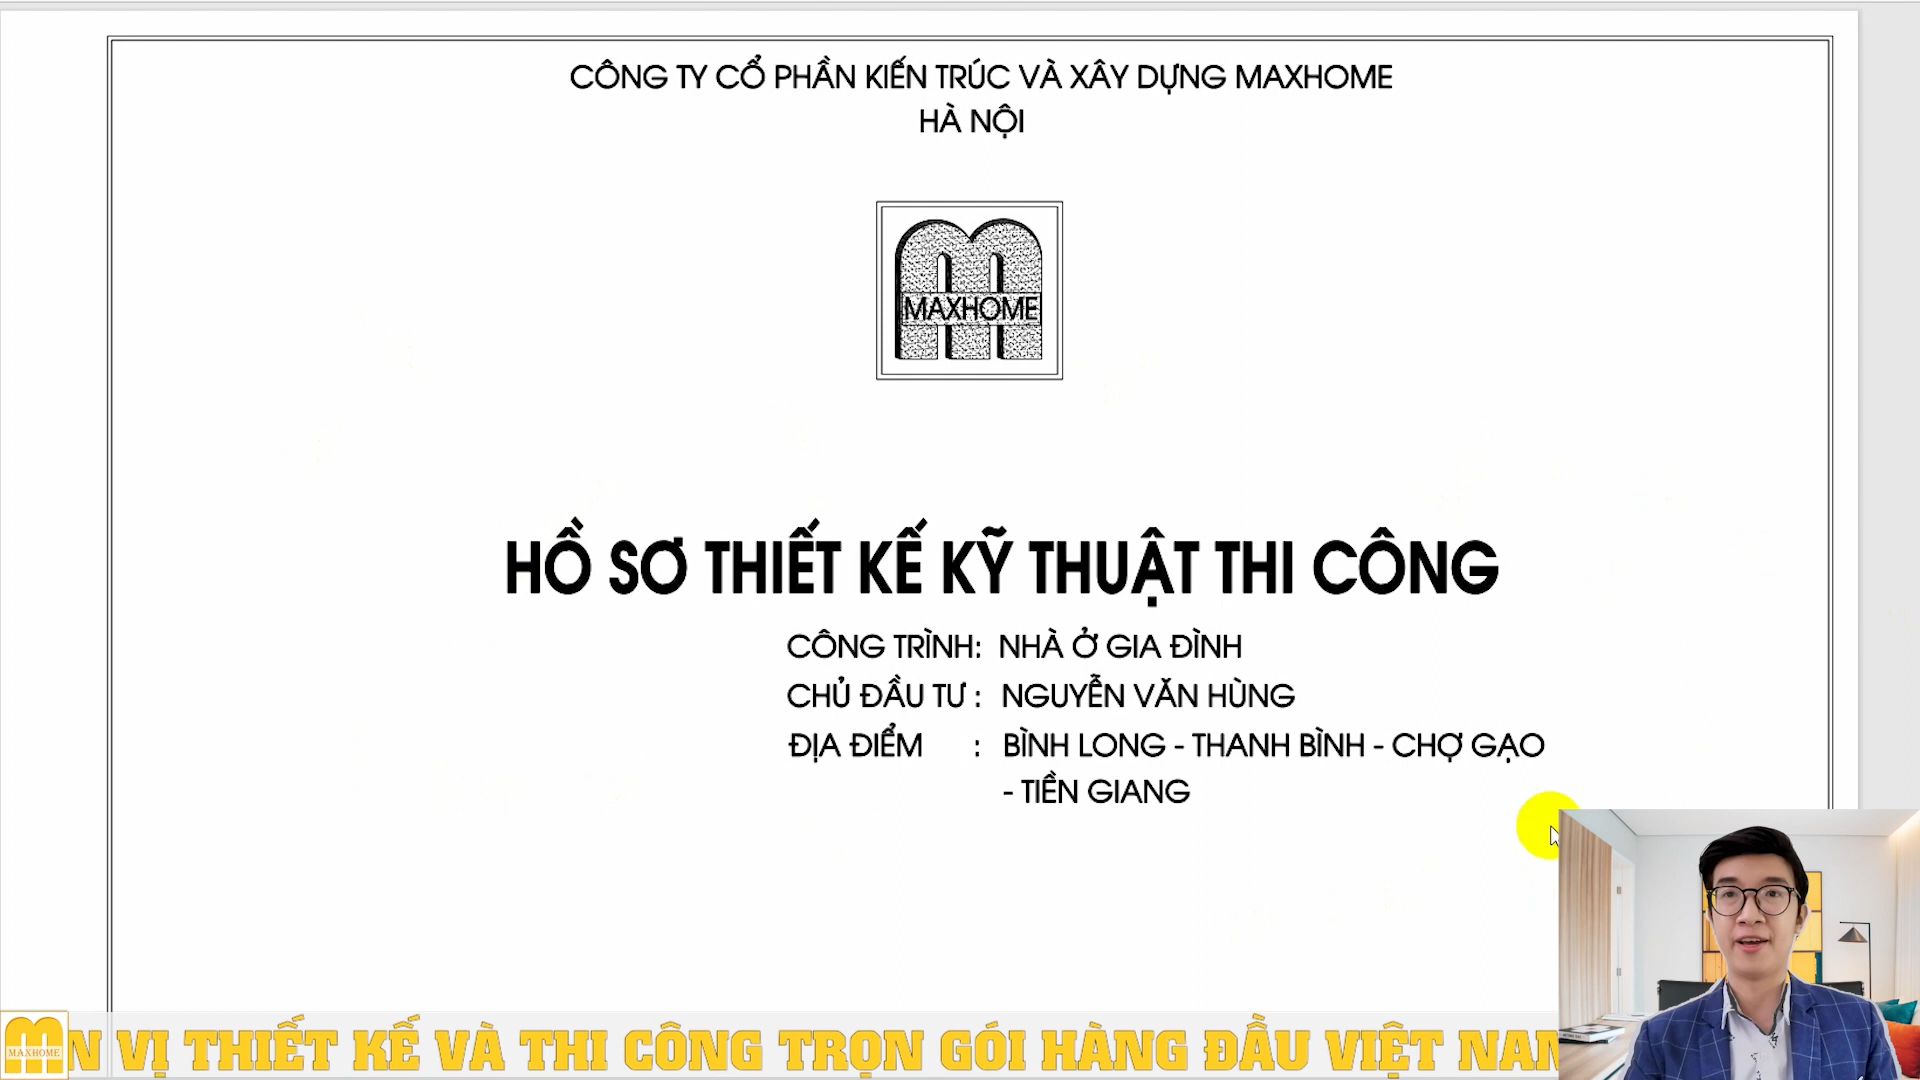 CÔNG TY CỔ PHẦN KIẾN TRÚC VÀ XÂY DỰNG MAXHOME
HÀ NỘI
MAXHOME
HỒ SƠ THIẾT KẾ KỸ THUẬT THI CÔNG
CÔNG TRÌNH: NHÀ Ở GIA ĐÌNH
CHỦ ĐẦU TƯ : NGUYỄN VĂN HÙNG
ĐỊA ĐIỂM : BÌNH LONG - THANH BÌNH - CHỢ GẠO
- TIỀN GIANG
MAXHOME
N VỊ THIẾT KẾ VÀ THI CÔNG TRỌN GÓI HÀNG ĐẦU VIỆT NAM